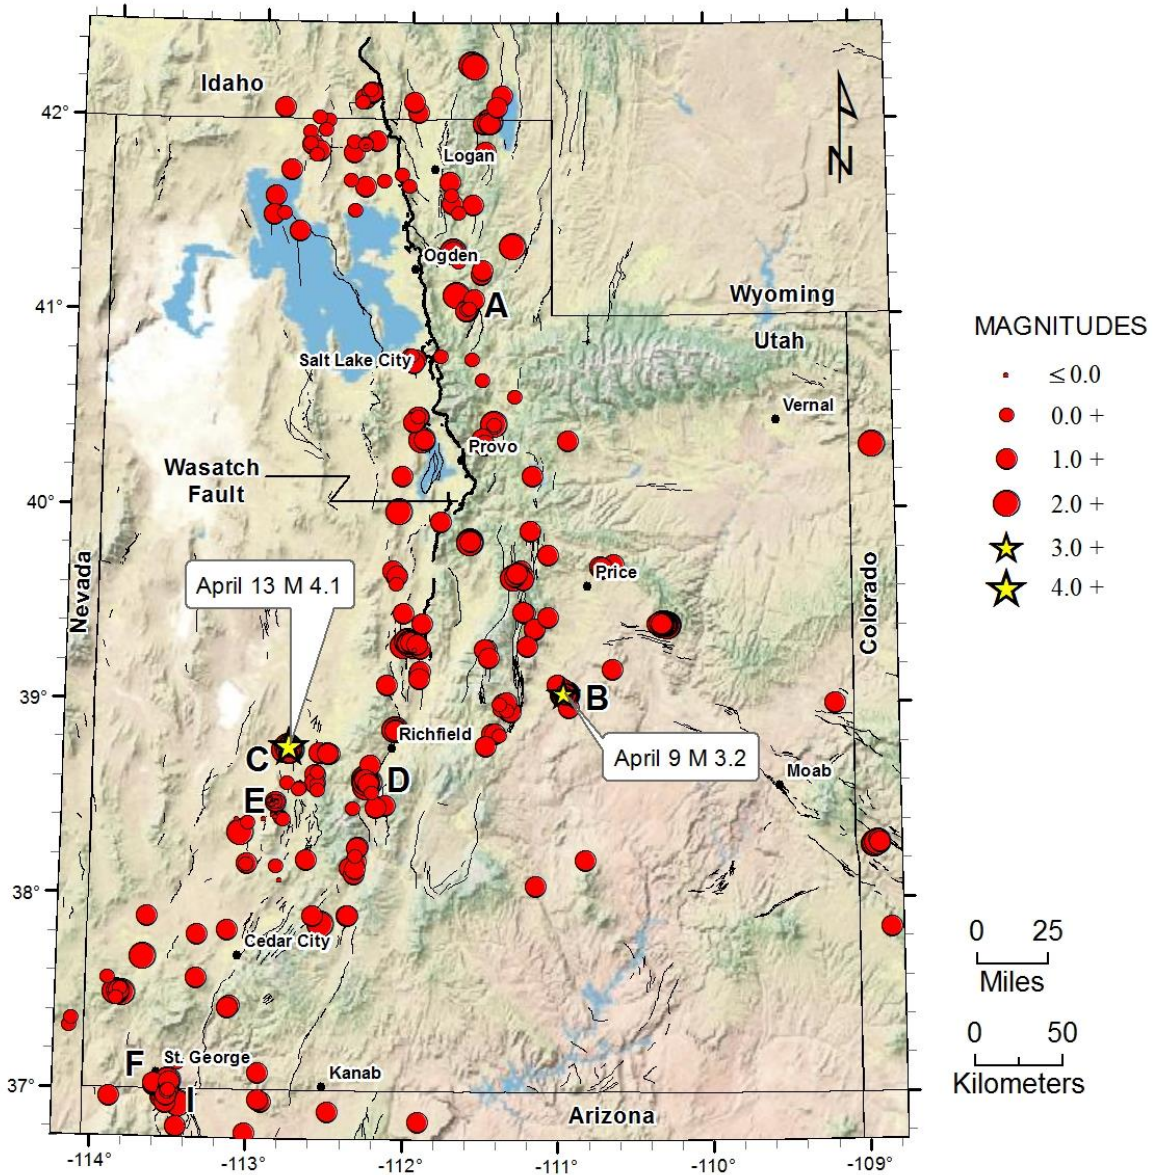 Idaho
42°
Logan
N
Ogden
Wyoming
41°
A
Utah
Salt Lake City
Vernal
Provo
Wasatch
Fault
40°
Nevada
April 13 M 4.1
Price
Colorado
39°
B
Richfield
C
April 9 M 3.2
Moab
D
E
38°
Cedar City
F
St. George
37°
I
Kanab
Arizona
-114°
-113°
-112°
-111°
-110°
-109°
MAGNITUDES
≤ 0.0
0.0 +
1.0 +
2.0 +
3.0 +
4.0 +
0 25
Miles
0 50
Kilometers